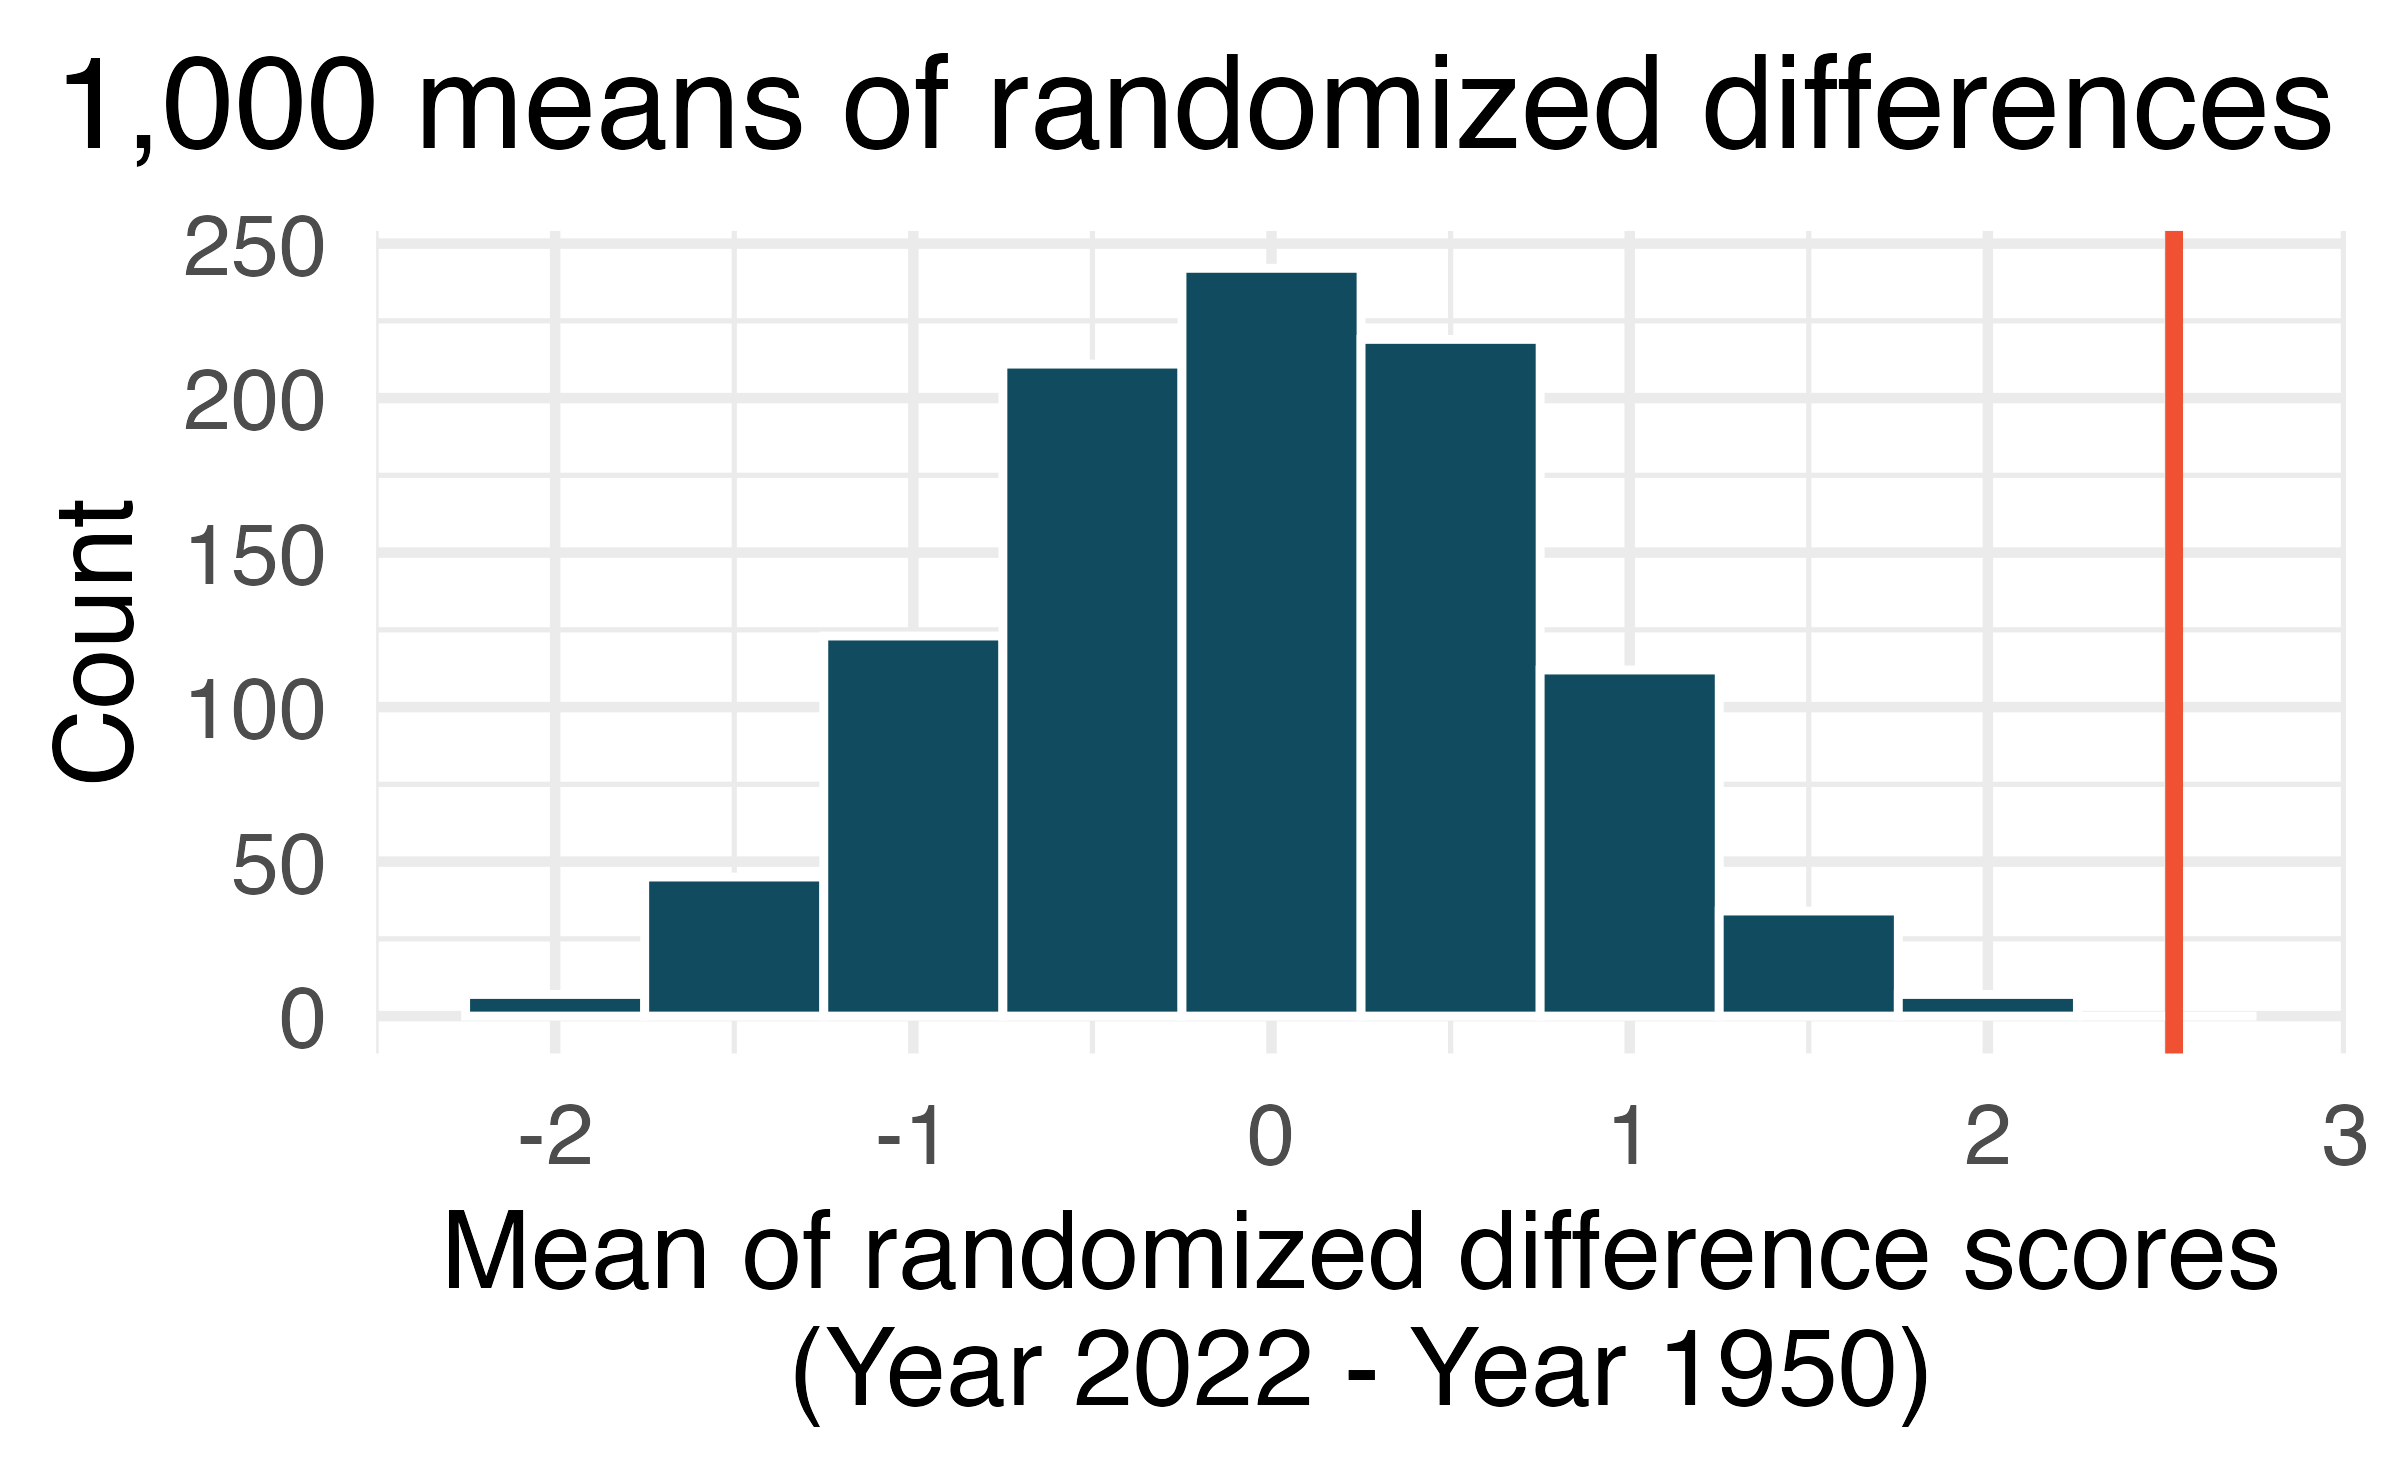 1,000 means of randomized differences
250
200
150
100
50
0
Count
-2 -1 0 1 2 3
Mean of randomized difference scores
(Year 2022 - Year 1950)